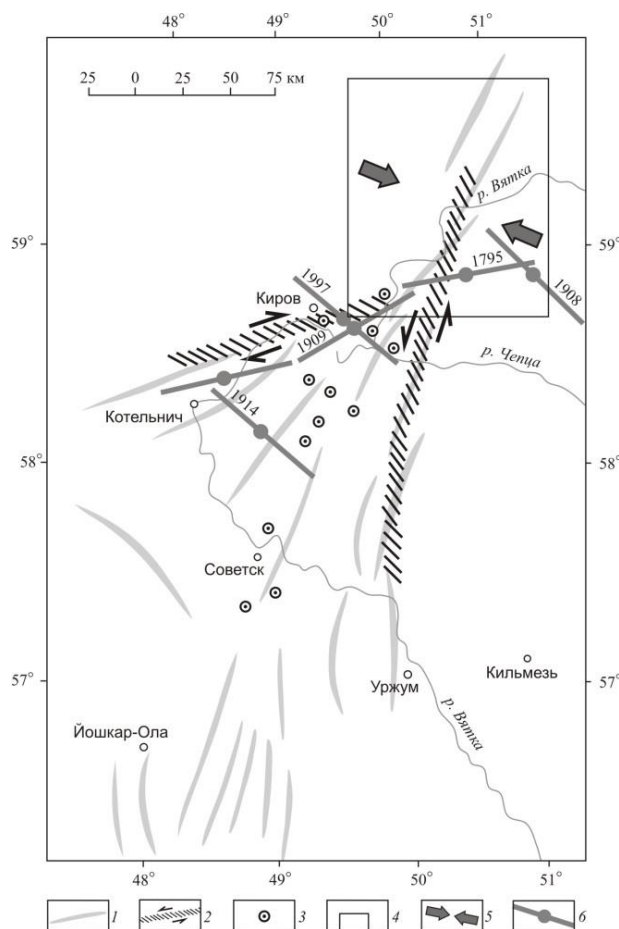 48° 49° 50° 51°
25 0 25 50 75 км
р. Вятка
59° 59°
1795
1997
1908
Киров
1909
р. Чепца
Котельнич
1914
58° 58°
Советск
57° 57°
Кильмезь
Уржум
р. Вятка
Йошкар-Ола
48° 49° 50° 51°
1 2 3 4 5 6